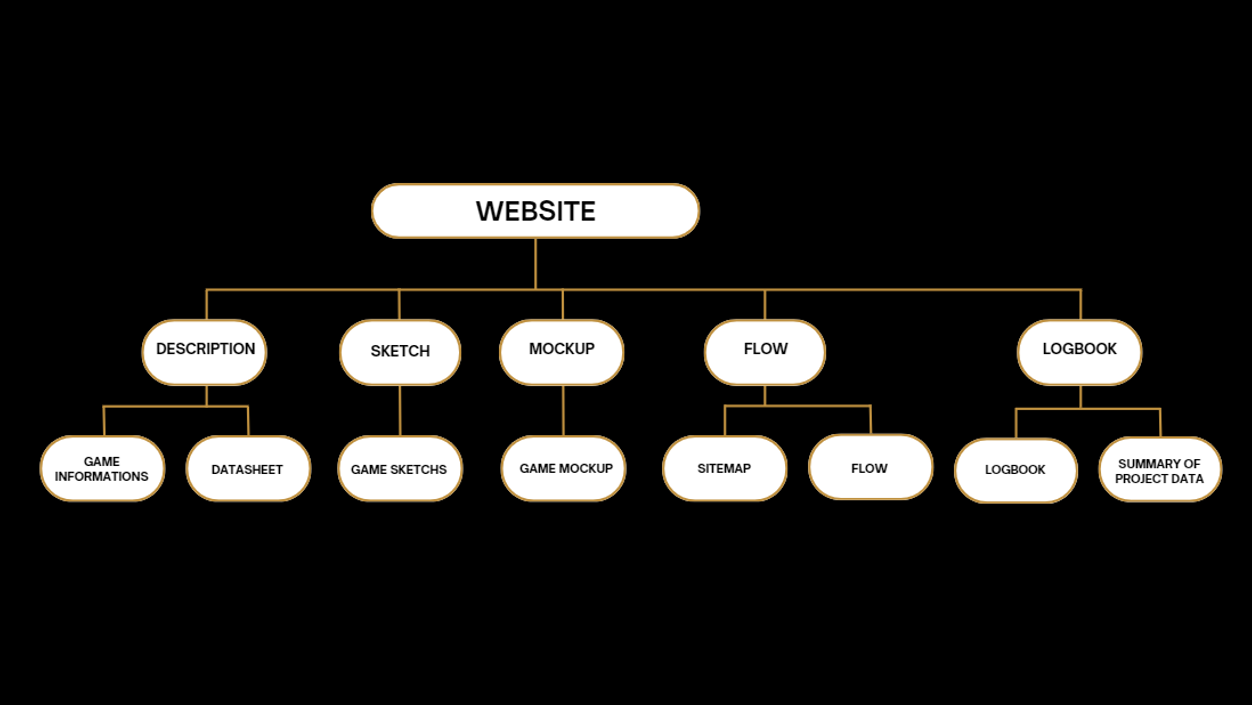 WEBSITE
DESCRIPTION
SKETCH
MOCKUP
FLOW
LOGBOOK
GAME
INFORMATIONS
DATASHEET
GAME SKETCHS
GAME MOCKUP
SITEMAP
FLOW
LOGBOOK
SUMMARY OF
PROJECT DATA